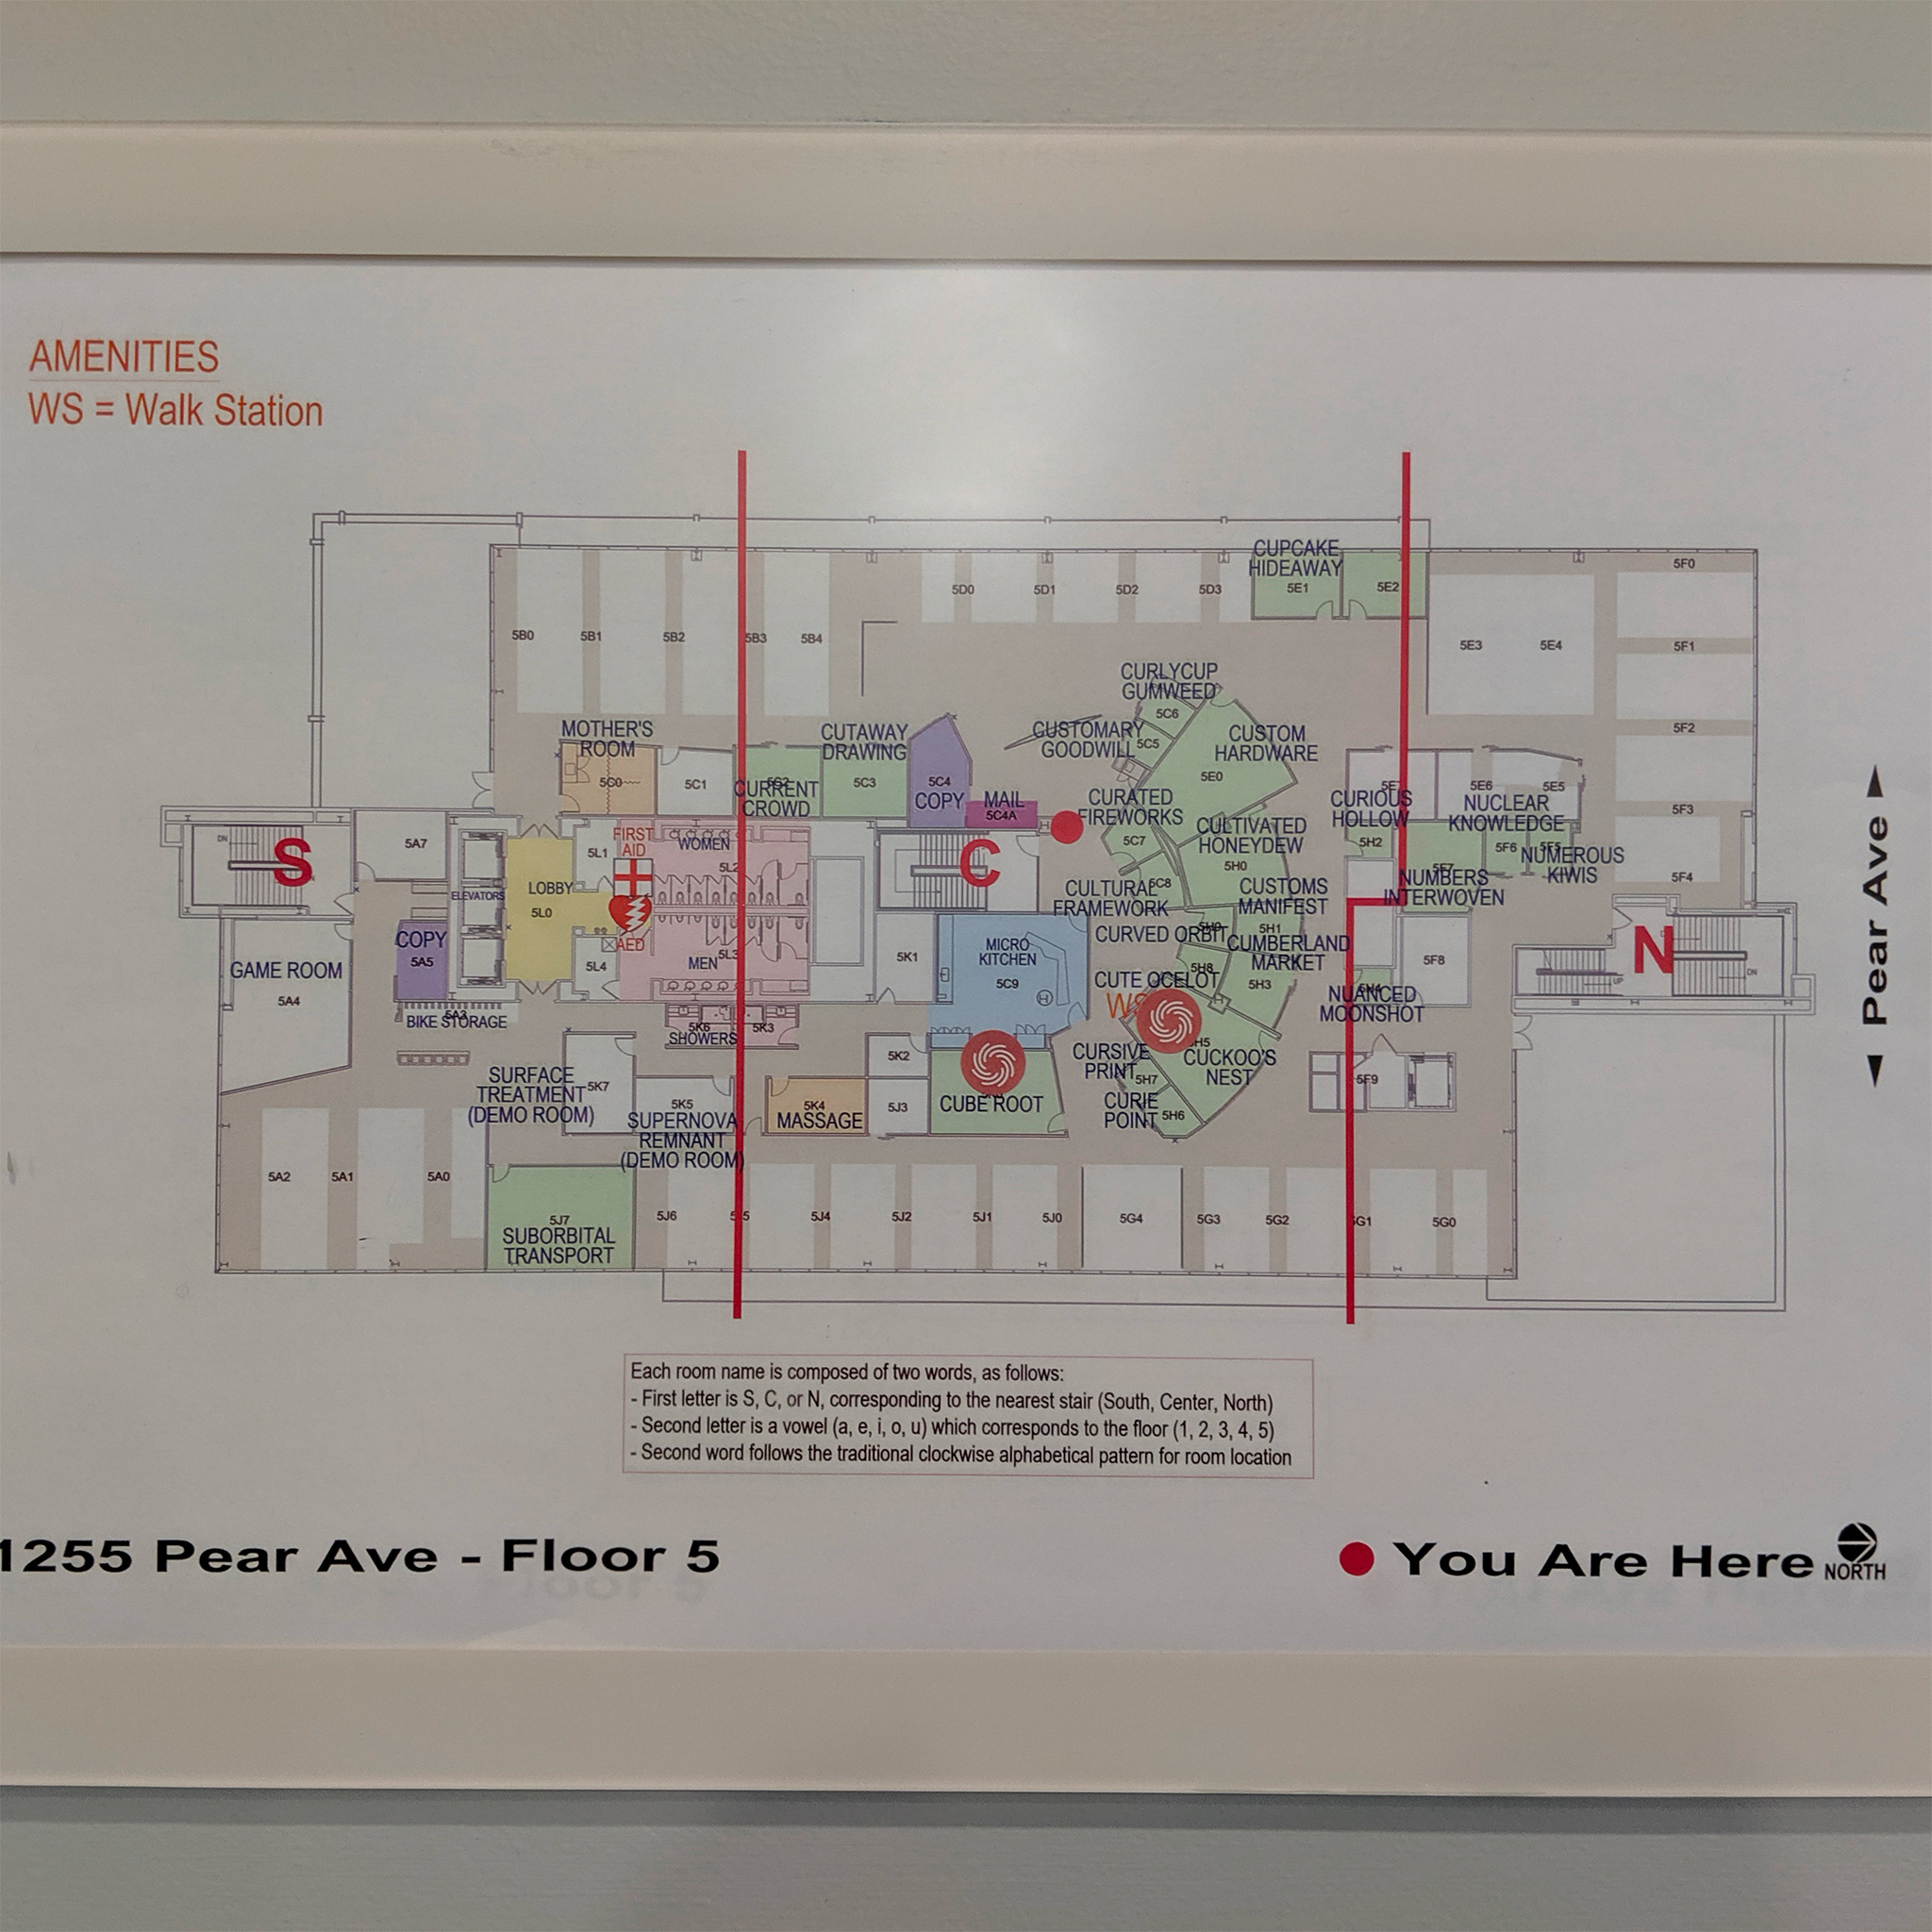 AMENITIES
WS = Walk Station
CUPCAKE
HIDEAWAY
5E1
5E2
5F0
5D0
5D1
5D2
5D3
5B0
5B1
5B2
5B3
5B4
5E3
5E4
5F1
5F2
5F3
5F4
CURLYCUP
GUMWEED
5C6
CUSTOMARY
GOODWILL
5C5
CUSTOM
HARDWARE
5E0
MOTHER'S
ROOM
5C0
5C1
CURRENT
CROWD
CUTAWAY
DRAWING
5C3
5C4
COPY
MAIL
5C4A
CURATED
FIREWORKS
5C7
CULTIVATED
HONEYDEW
5H0
CURIOUS
HOLLOW
5H2
5E6
5E5
NUCLEAR
KNOWLEDGE
5F6
5F5
NUMEROUS
KIWIS
5F7
NUMBERS
INTERWOVEN
DN
S
5A7
ELEVATORS
LOBBY
5L0
5L1
FIRST
AID
AED
WOMEN
5L2
C
CULTURAL
FRAMEWORK
5C8
CUSTOMS
MANIFEST
5H1
CURVED ORBIT
CUMBERLAND
MARKET
5H8
5H3
CUTE OCELOT
WS
COPY
5A5
GAME ROOM
5A4
5L4
MEN
5L3
5K1
MICRO
KITCHEN
5C9
5F8
N
UP
DN
NUANCED
MOONSHOT
5A3
BIKE STORAGE
5K6
SHOWERS
5K3
5K2
CURSIVE
PRINT
5H7
CUCKOO'S
NEST
5F9
SURFACE
TREATMENT
(DEMO ROOM)
5K7
5K5
SUPERNOVA
REMNANT
(DEMO ROOM)
5K4
MASSAGE
5J3
CUBE ROOT
CURIE
POINT
5H6
5A2
5A1
5A0
5J7
SUBORBITAL
TRANSPORT
5J6
5J4
5J2
5J1
5J0
5G4
5G3
5G2
5G1
5G0
Pear Ave
Each room name is composed of two words, as follows:
- First letter is S, C, or N, corresponding to the nearest stair (South, Center, North)
- Second letter is a vowel (a, e, i, o, u) which corresponds to the floor (1, 2, 3, 4, 5)
- Second word follows the traditional clockwise alphabetical pattern for room location
1255 Pear Ave - Floor 5
You Are Here
NORTH